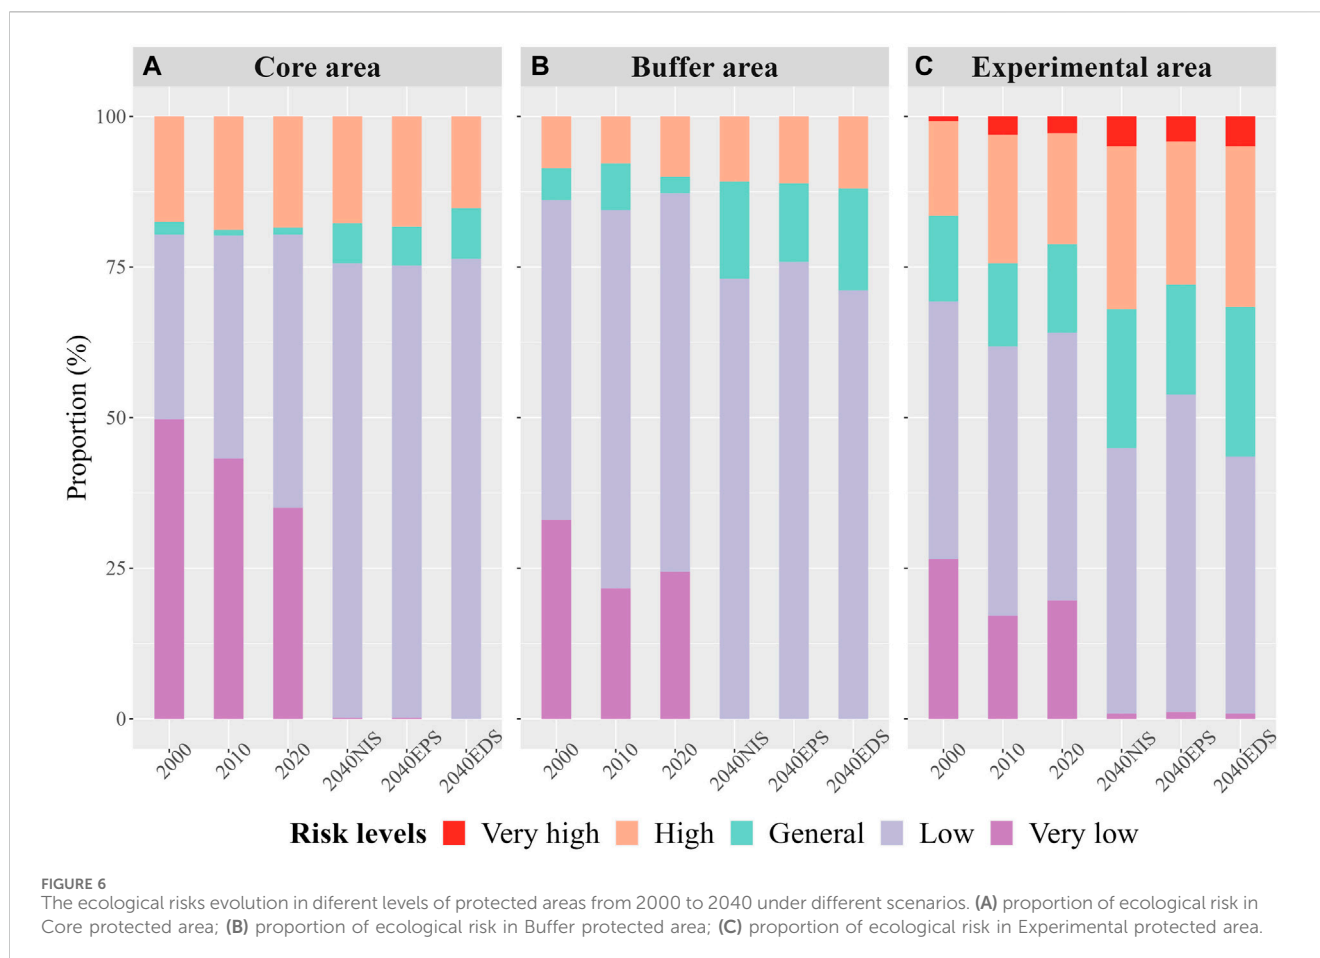 A Core area
B Buffer area
C Experimental area
Proportion (%)
100
75
50
25
0
2000 2010 2020 2040NIS 2040EPS 2040EDS
2000 2010 2020 2040NIS 2040EPS 2040EDS
2000 2010 2020 2040NIS 2040EPS 2040EDS
Risk levels Very high High General Low Very low
FIGURE 6
The ecological risks evolution in diferent levels of protected areas from 2000 to 2040 under different scenarios. (A) proportion of ecological risk in
Core protected area; (B) proportion of ecological risk in Buffer protected area; (C) proportion of ecological risk in Experimental protected area.